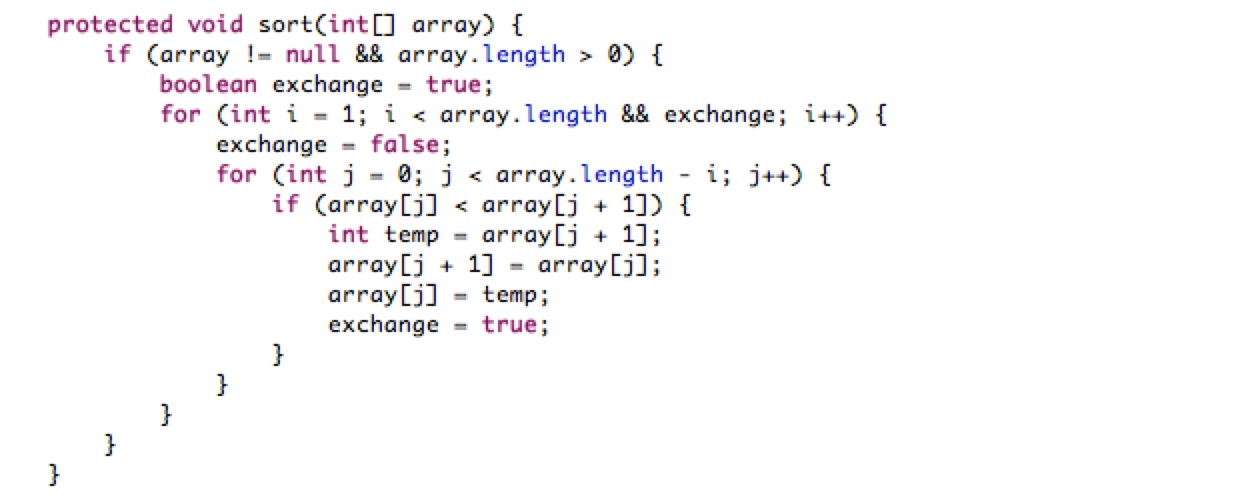 protected void sort(int[] array) {
    if (array != null && array.length > 0) {
        boolean exchange = true;
        for (int i = 1; i < array.length && exchange; i++) {
            exchange = false;
            for (int j = 0; j < array.length - i; j++) {
                if (array[j] < array[j + 1]) {
                    int temp = array[j + 1];
                    array[j + 1] = array[j];
                    array[j] = temp;
                    exchange = true;
                }
            }
        }
    }
}